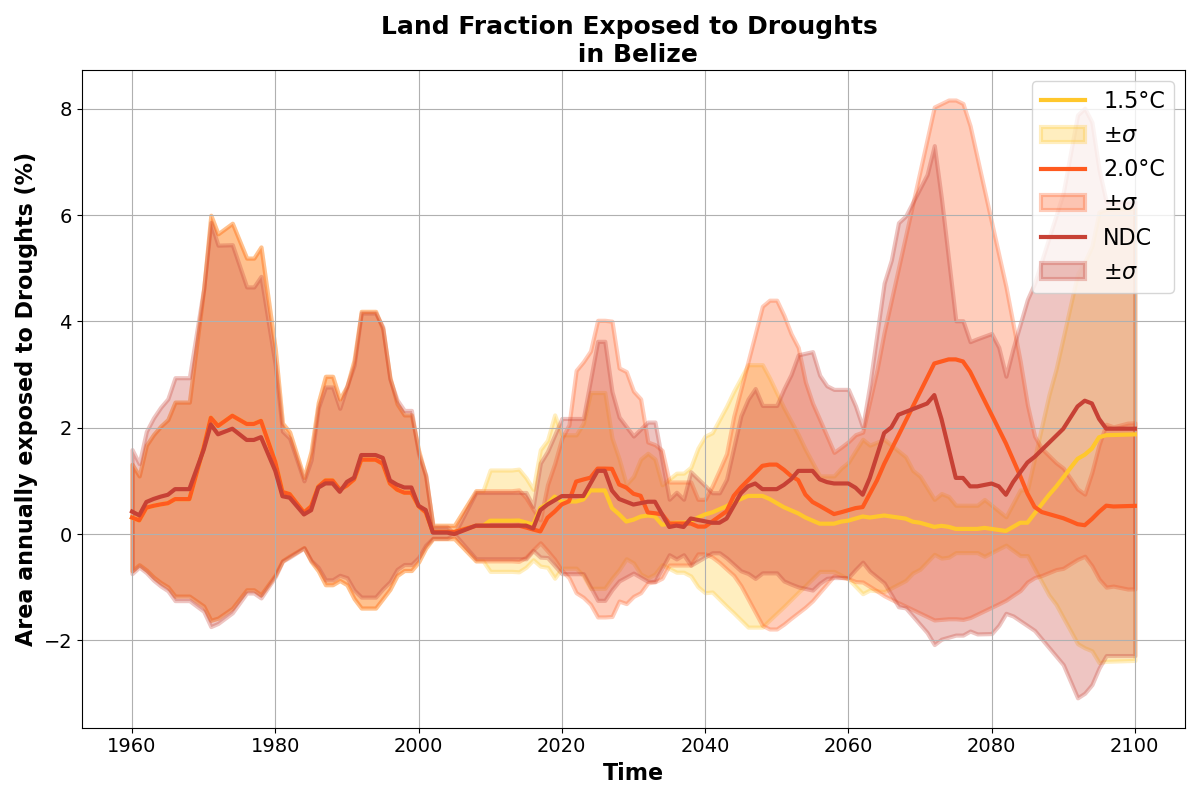 Land Fraction Exposed to Droughts
in Belize
Area annually exposed to Droughts (%)
8
6
4
2
0
−2
1.5°C
±σ
2.0°C
±σ
NDC
±σ
1960
1980
2000
2020
2040
2060
2080
2100
Time